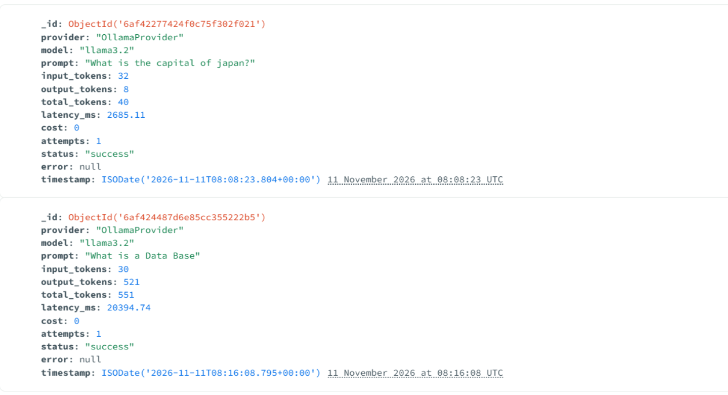 _id: ObjectId('6af42277424f0c75f302f021')
provider: "OllamaProvider"
model: "llama3.2"
prompt: "What is the capital of japan?"
input_tokens: 32
output_tokens: 8
total_tokens: 40
latency_ms: 2685.11
cost: 0
attempts: 1
status: "success"
error: null
timestamp: ISODate('2026-11-11T08:08:23.804+00:00') 11 November 2026 at 08:08:23 UTC
_id: ObjectId('6af424487d6e85cc355222b5')
provider: "OllamaProvider"
model: "llama3.2"
prompt: "What is a Data Base"
input_tokens: 30
output_tokens: 521
total_tokens: 551
latency_ms: 20394.74
cost: 0
attempts: 1
status: "success"
error: null
timestamp: ISODate('2026-11-11T08:16:08.795+00:00') 11 November 2026 at 08:16:08 UTC